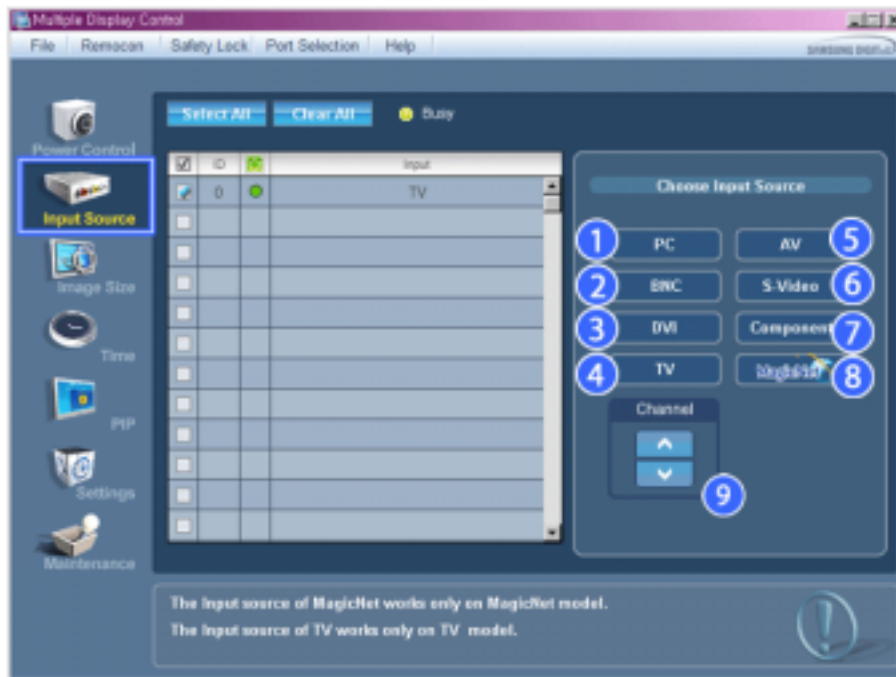 Multiple Display Control
File Remocon Safety Lock Port Selection Help
Select All Clear All Busy
Power Control
ID Input
0 TV
Choose Input Source
Input Source
1 PC AV 5
2 BNC S-Video 6
Image Size
3 DVI Component 7
4 TV MagicNet 8
Time
Channel
PIP
9
Settings
Maintenance
The Input source of MagicNet works only on MagicNet model.
The Input source of TV works only on TV model.